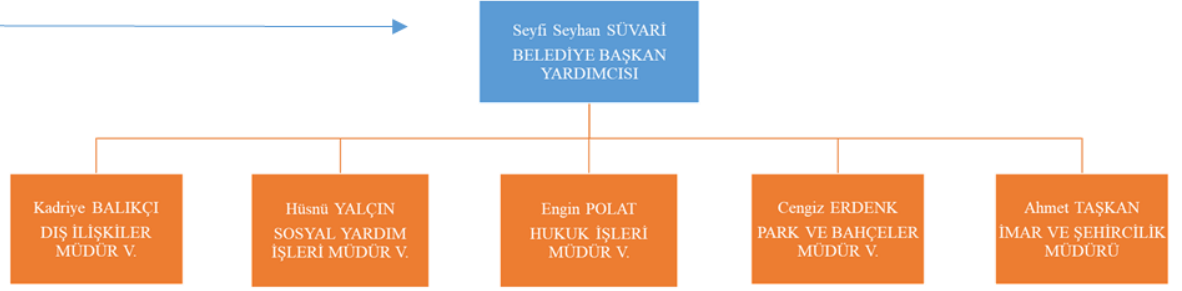 Seyfi Seyhan SÜVARİ
BELEDİYE BAŞKAN
YARDIMCISI
Kadriye BALIKÇI
DIŞ İLİŞKİLER
MÜDÜR V.
Hüsnü YALÇIN
SOSYAL YARDIM
İŞLERİ MÜDÜR V.
Engin POLAT
HUKUK İŞLERİ
MÜDÜR V.
Cengiz ERDENK
PARK VE BAHÇELER
MÜDÜR V.
Ahmet TAŞKAN
İMAR VE ŞEHİRCİLİK
MÜDÜRÜ